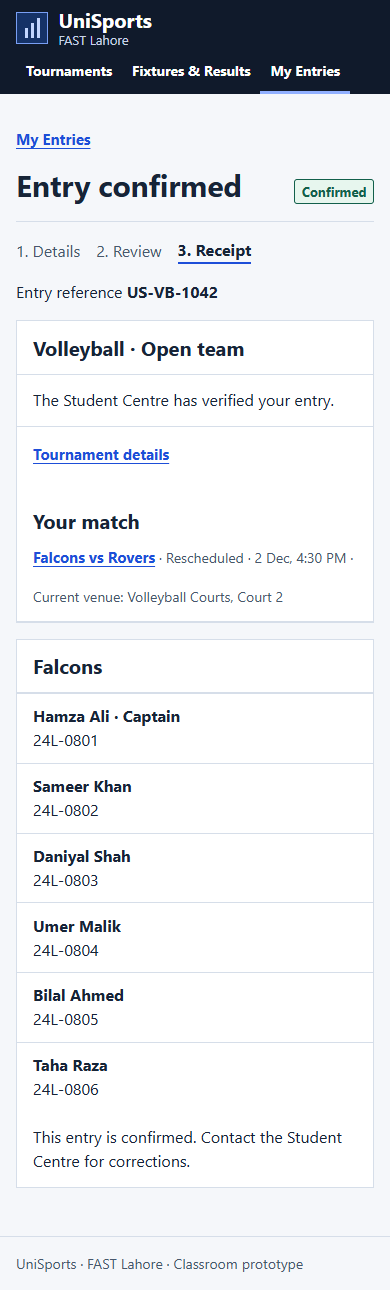 UniSports
FAST Lahore
Tournaments Fixtures & Results My Entries
My Entries
Entry confirmed
Confirmed
1. Details 2. Review 3. Receipt
Entry reference US-VB-1042
Volleyball · Open team
The Student Centre has verified your entry.
Tournament details
Your match
Falcons vs Rovers · Rescheduled · 2 Dec, 4:30 PM ·
Current venue: Volleyball Courts, Court 2
Falcons
Hamza Ali · Captain
24L-0801
Sameer Khan
24L-0802
Daniyal Shah
24L-0803
Umer Malik
24L-0804
Bilal Ahmed
24L-0805
Taha Raza
24L-0806
This entry is confirmed. Contact the Student
Centre for corrections.
UniSports · FAST Lahore · Classroom prototype